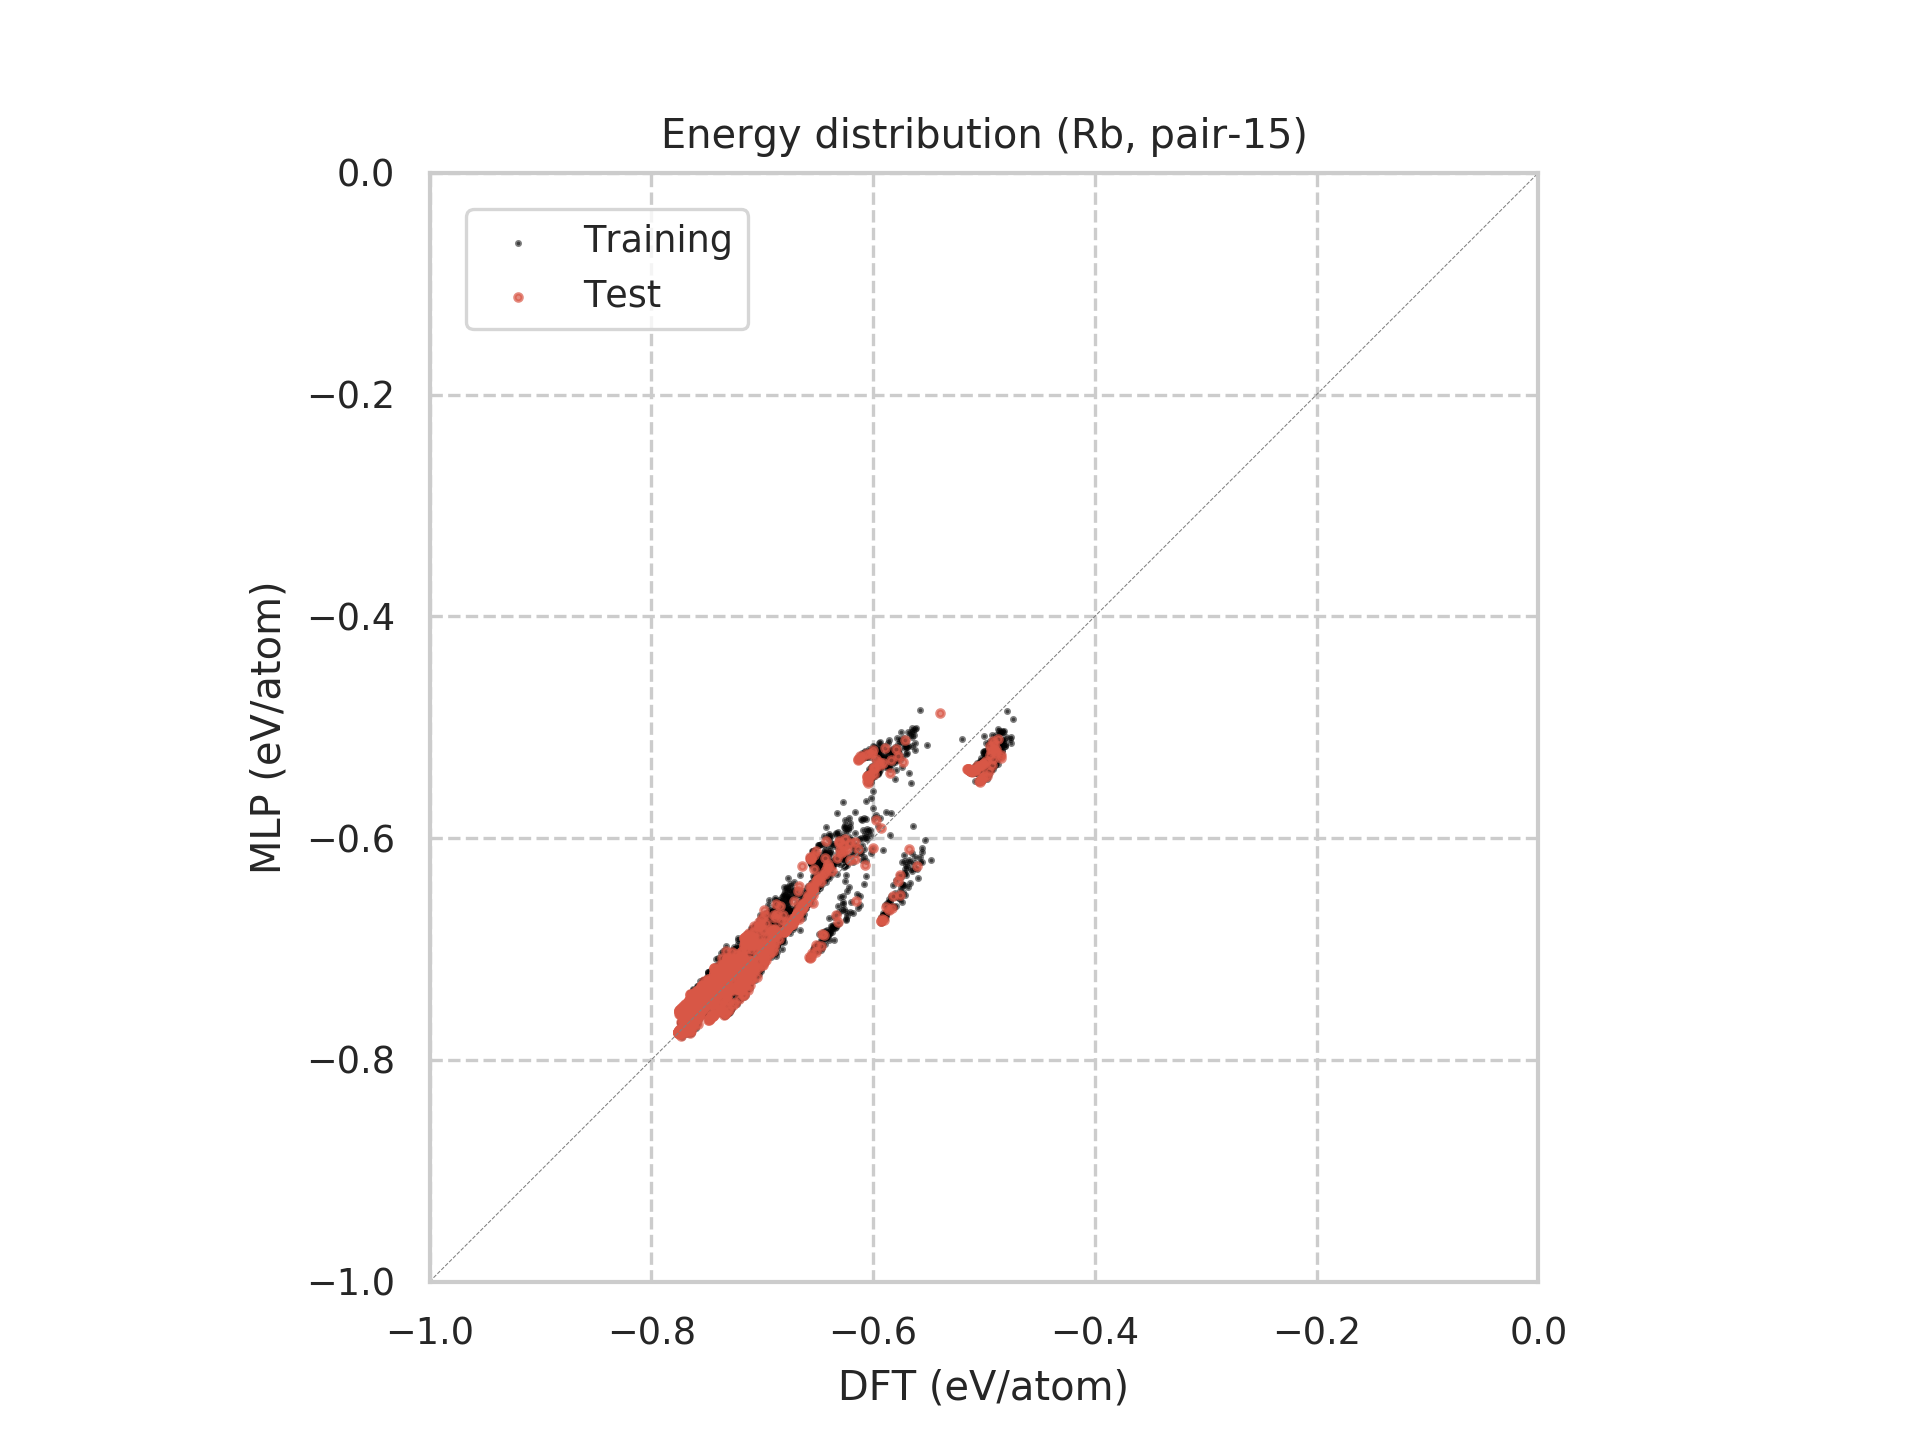 Energy distribution (Rb, pair-15)
0.0
Training
Test
−0.2
−0.4
−0.6
−0.8
−1.0
MLP (eV/atom)
−1.0 −0.8 −0.6 −0.4 −0.2 0.0
DFT (eV/atom)